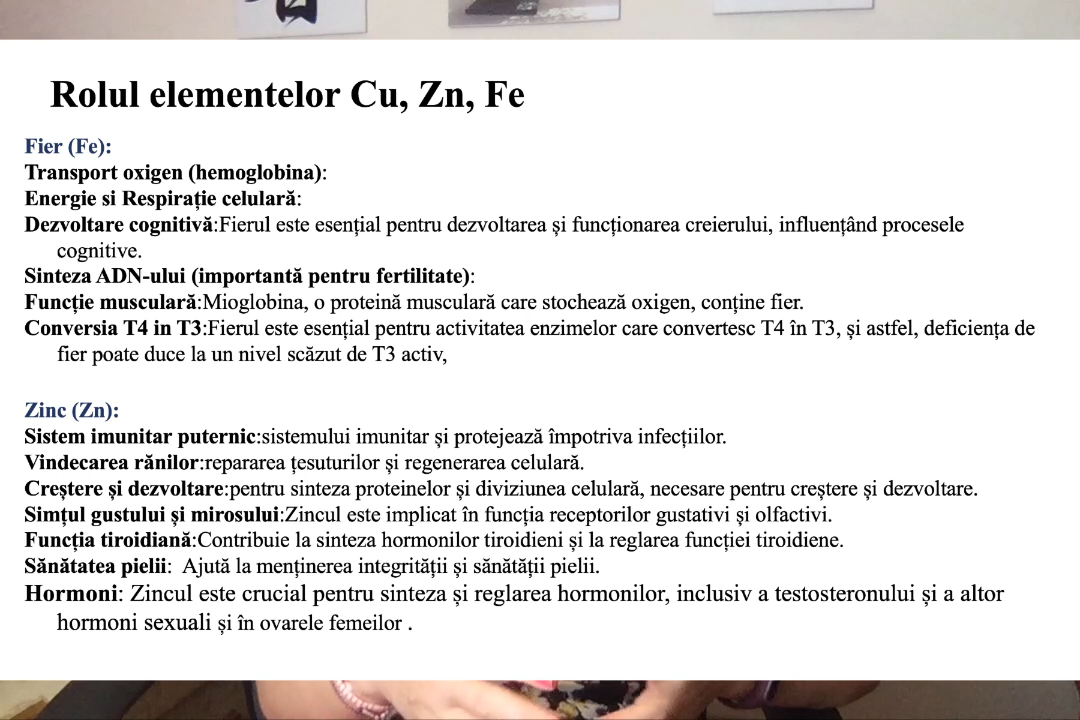 Rolul elementelor Cu, Zn, Fe
Fier (Fe):
Transport oxigen (hemoglobina):
Energie si Respirație celulară:
Dezvoltare cognitivă:Fierul este esențial pentru dezvoltarea și funcționarea creierului, influențând procesele
cognitive.
Sinteza ADN-ului (importantă pentru fertilitate):
Funcție musculară:Mioglobina, o proteină musculară care stochează oxigen, conține fier.
Conversia T4 in T3:Fierul este esențial pentru activitatea enzimelor care convertesc T4 în T3, și astfel, deficiența de
fier poate duce la un nivel scăzut de T3 activ,
Zinc (Zn):
Sistem imunitar puternic:sistemului imunitar și protejează împotriva infecțiilor.
Vindecarea rănilor:repararea țesuturilor și regenerarea celulară.
Creștere și dezvoltare:pentru sinteza proteinelor și diviziunea celulară, necesare pentru creștere și dezvoltare.
Simțul gustului și mirosului:Zincul este implicat în funcția receptorilor gustativi și olfactivi.
Funcția tiroidiană:Contribuie la sinteza hormonilor tiroidieni și la reglarea funcției tiroidiene.
Sănătatea pielii: Ajută la menținerea integrității și sănătății pielii.
Hormoni: Zincul este crucial pentru sinteza și reglarea hormonilor, inclusiv a testosteronului și a altor
hormoni sexuali și în ovarele femeilor .